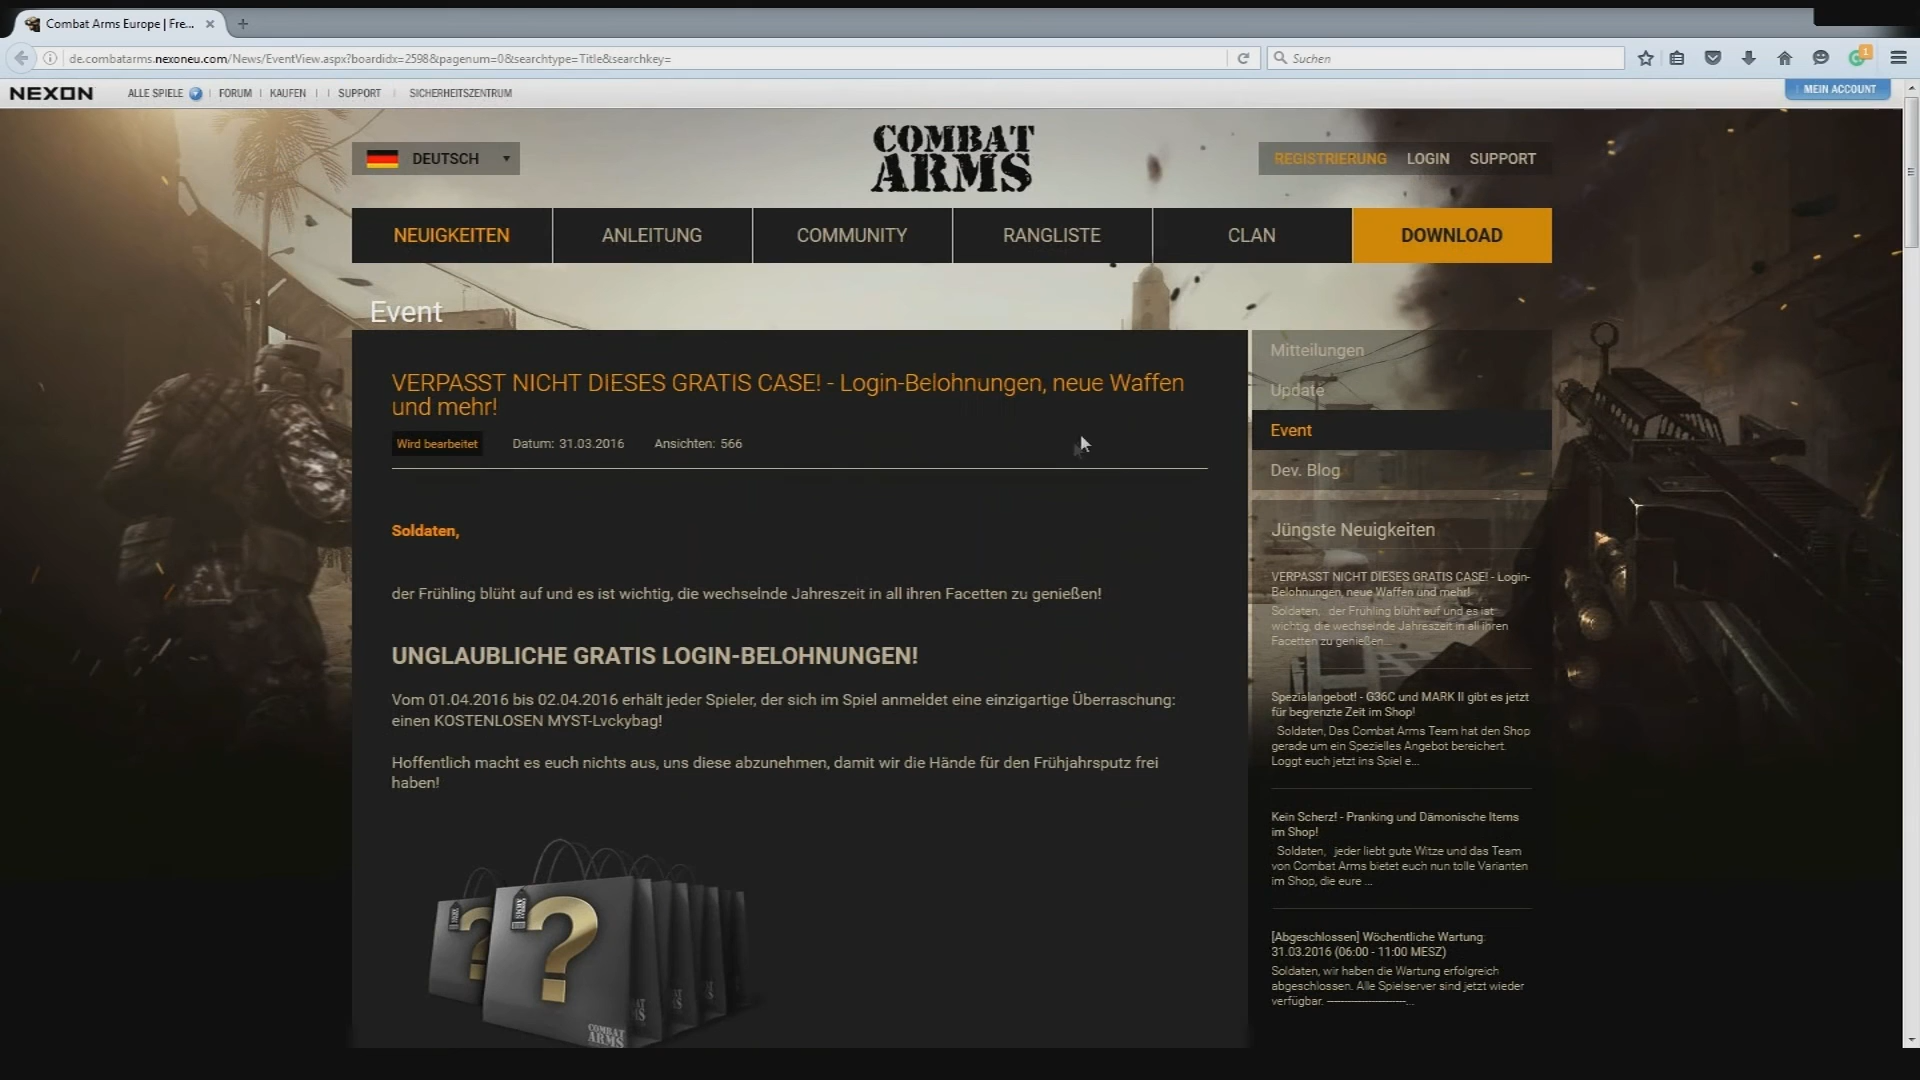 Combat Arms Europe | Fre...
de.combatarms.nexoneu.com/News/EventView.aspx?boardidx=2598&pagenum=0&searchtype=Title&searchkey=
Suchen
1
NEXON
ALLE SPIELE | FORUM | KAUFEN | | SUPPORT | SICHERHEITSZENTRUM
MEIN ACCOUNT
DEUTSCH
COMBAT
ARMS
REGISTRIERUNG LOGIN SUPPORT
NEUIGKEITEN ANLEITUNG COMMUNITY RANGLISTE CLAN DOWNLOAD
Event
VERPASST NICHT DIESES GRATIS CASE! - Login-Belohnungen, neue Waffen
und mehr!
Wird bearbeitet Datum: 31.03.2016 Ansichten: 566
Soldaten,
der Frühling blüht auf und es ist wichtig, die wechselnde Jahreszeit in all ihren Facetten zu genießen!
UNGLAUBLICHE GRATIS LOGIN-BELOHNUNGEN!
Vom 01.04.2016 bis 02.04.2016 erhält jeder Spieler, der sich im Spiel anmeldet eine einzigartige Überraschung:
einen KOSTENLOSEN MYST-Lvckybag!
Hoffentlich macht es euch nichts aus, uns diese abzunehmen, damit wir die Hände für den Frühjahrsputz frei
haben!
?
?
COMBAT
ARMS
Mitteilungen
Update
Event
Dev. Blog
Jüngste Neuigkeiten
VERPASST NICHT DIESES GRATIS CASE! - Login-
Belohnungen, neue Waffen und mehr!
Soldaten, der Frühling blüht auf und es ist
wichtig, die wechselnde Jahreszeit in all ihren
Facetten zu genießen...
Spezialangebot! - G36C und MARK II gibt es jetzt
für begrenzte Zeit im Shop!
Soldaten, Das Combat Arms Team hat den Shop
gerade um ein Spezielles Angebot bereichert.
Loggt euch jetzt ins Spiel e...
Kein Scherz! - Pranking und Dämonische Items
im Shop!
Soldaten, jeder liebt gute Witze und das Team
von Combat Arms bietet euch nun tolle Varianten
im Shop, die eure ...
[Abgeschlossen] Wöchentliche Wartung:
31.03.2016 (06:00 - 11:00 MESZ)
Soldaten, wir haben die Wartung erfolgreich
abgeschlossen. Alle Spielserver sind jetzt wieder
verfügbar. -----------------------...